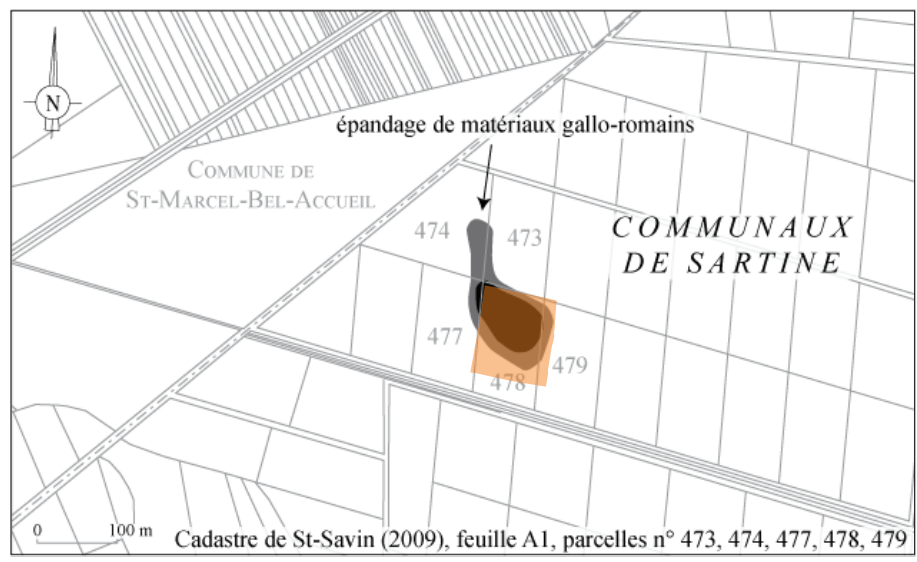 N
épandage de matériaux gallo-romains
COMMUNE DE
ST-MARCEL-BEL-ACCUEIL
COMMUNAUX
DE SARTINE
474
473
477
479
478
0 100 m
Cadastre de St-Savin (2009), feuille A1, parcelles n° 473, 474, 477, 478, 479